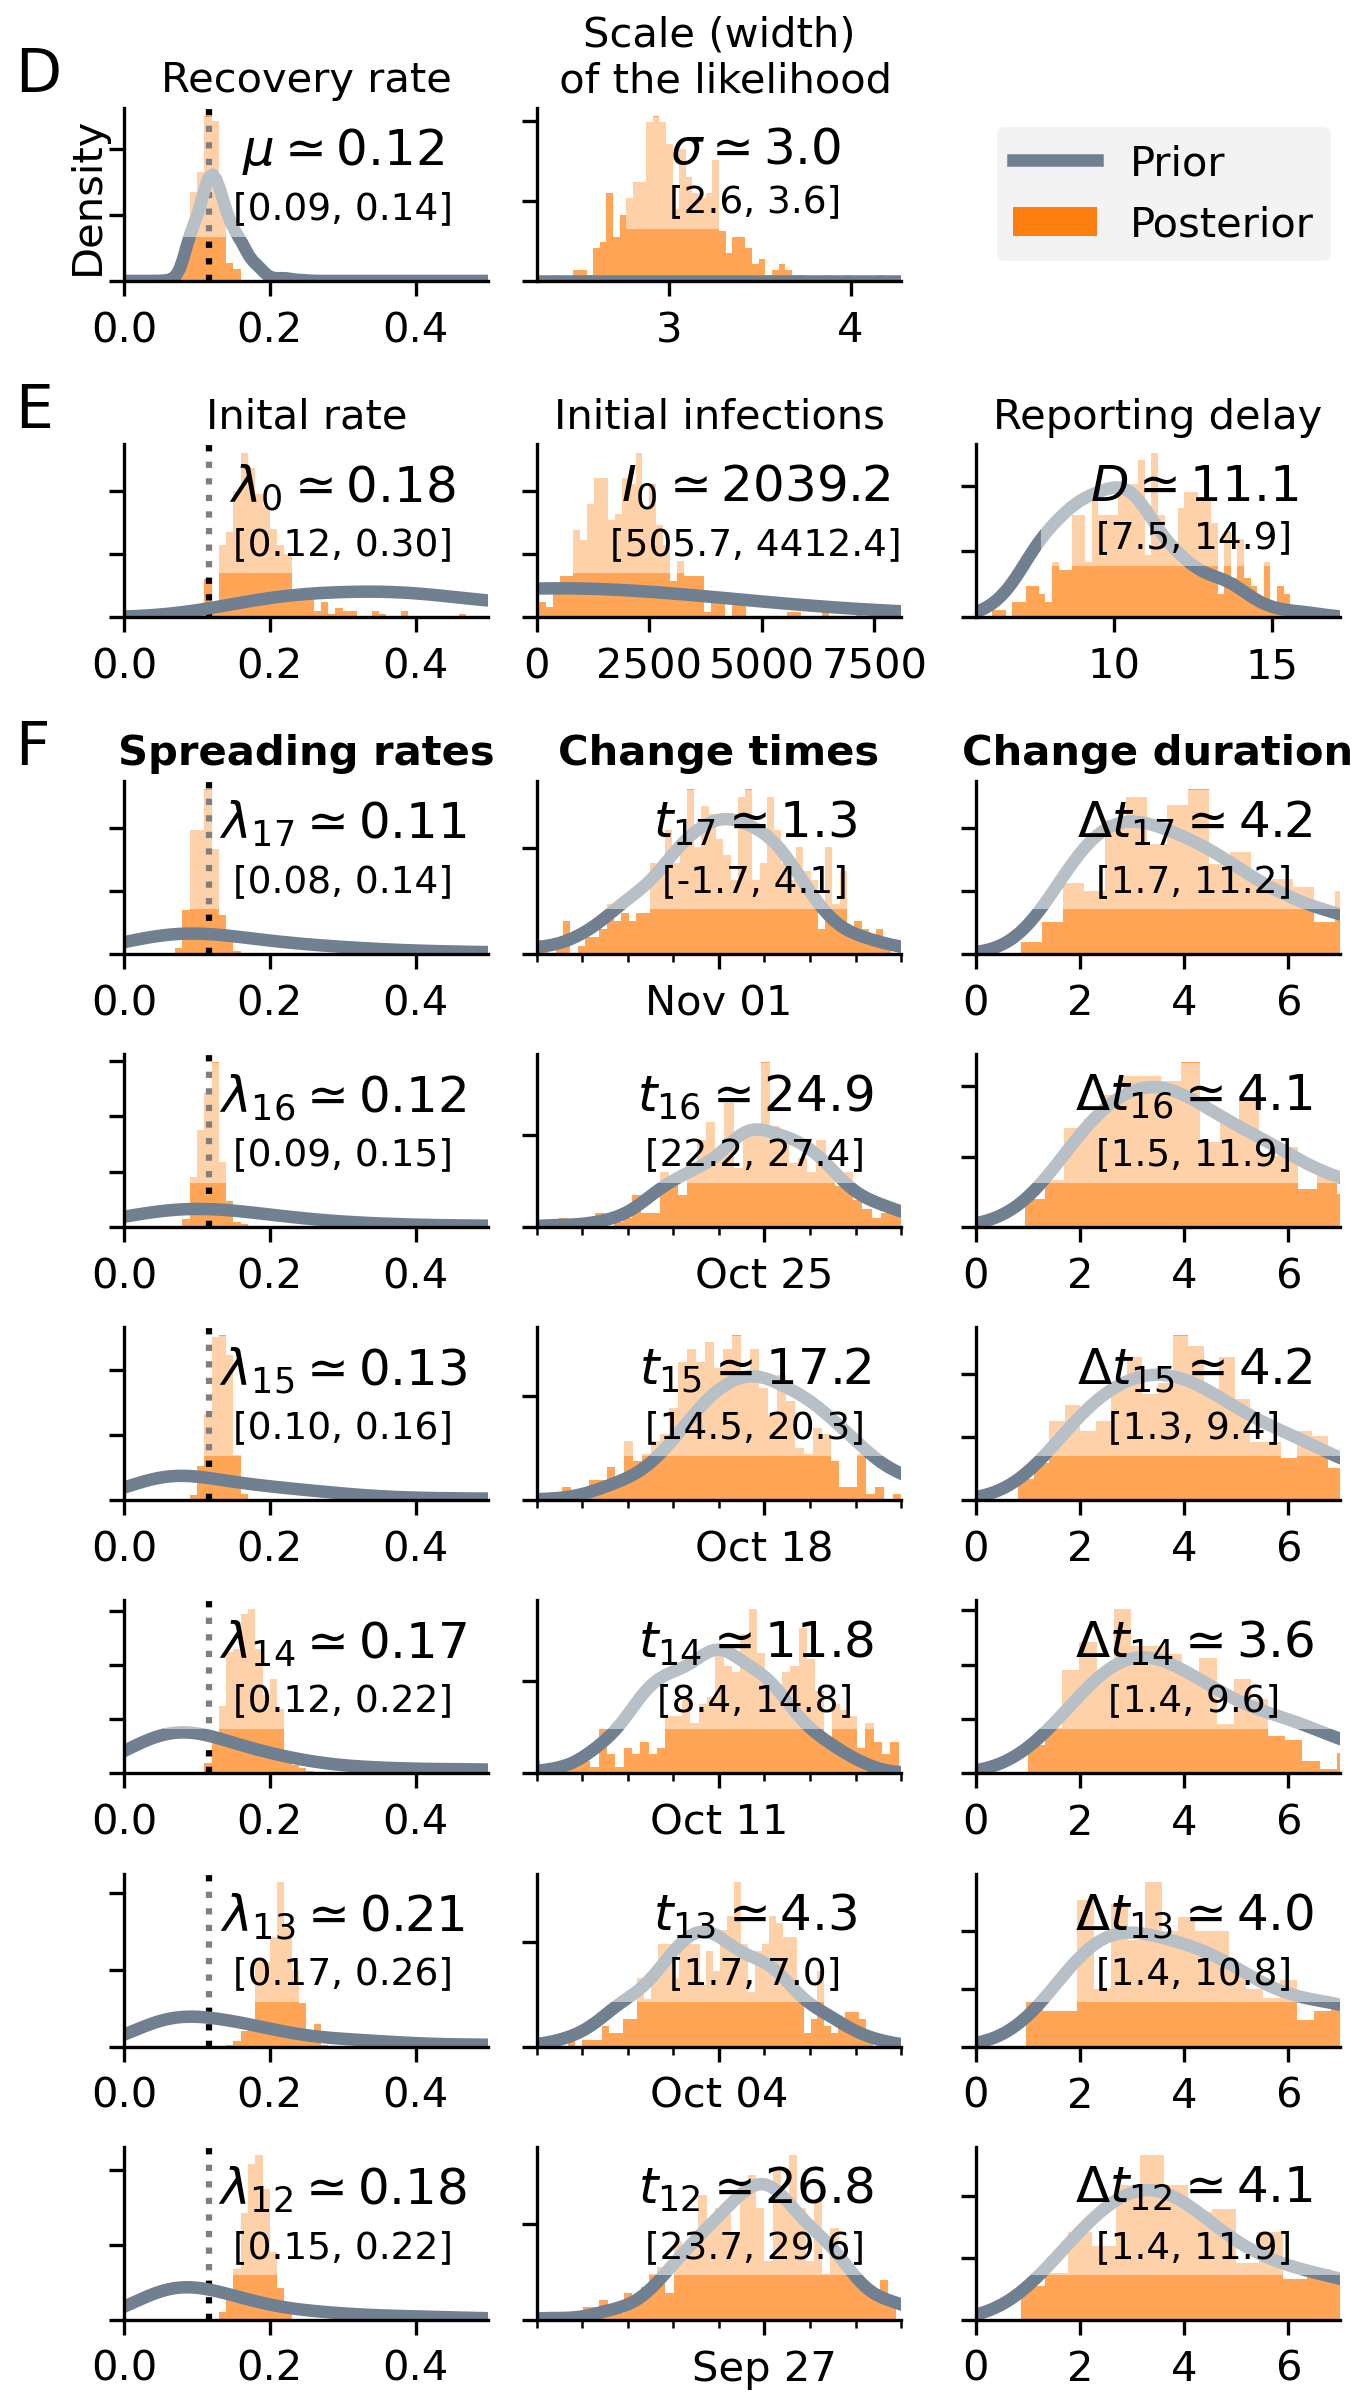 D
Recovery rate
Scale (width)
of the likelihood
Density
μ ≃ 0.12
[0.09, 0.14]
0.0 0.2 0.4
σ ≃ 3.0
[2.6, 3.6]
3 4
Prior
Posterior
E
Inital rate
λ0 ≃ 0.18
[0.12, 0.30]
0.0 0.2 0.4
Initial infections
I0 ≃ 2039.2
[505.7, 4412.4]
0 2500 5000 7500
Reporting delay
D ≃ 11.1
[7.5, 14.9]
10 15
F
Spreading rates
Change times
Change duration
λ17 ≃ 0.11
[0.08, 0.14]
0.0 0.2 0.4
t17 ≃ 1.3
[-1.7, 4.1]
Nov 01
Δt17 ≃ 4.2
[1.7, 11.2]
0 2 4 6
λ16 ≃ 0.12
[0.09, 0.15]
0.0 0.2 0.4
t16 ≃ 24.9
[22.2, 27.4]
Oct 25
Δt16 ≃ 4.1
[1.5, 11.9]
0 2 4 6
λ15 ≃ 0.13
[0.10, 0.16]
0.0 0.2 0.4
t15 ≃ 17.2
[14.5, 20.3]
Oct 18
Δt15 ≃ 4.2
[1.3, 9.4]
0 2 4 6
λ14 ≃ 0.17
[0.12, 0.22]
0.0 0.2 0.4
t14 ≃ 11.8
[8.4, 14.8]
Oct 11
Δt14 ≃ 3.6
[1.4, 9.6]
0 2 4 6
λ13 ≃ 0.21
[0.17, 0.26]
0.0 0.2 0.4
t13 ≃ 4.3
[1.7, 7.0]
Oct 04
Δt13 ≃ 4.0
[1.4, 10.8]
0 2 4 6
λ12 ≃ 0.18
[0.15, 0.22]
0.0 0.2 0.4
t12 ≃ 26.8
[23.7, 29.6]
Sep 27
Δt12 ≃ 4.1
[1.4, 11.9]
0 2 4 6